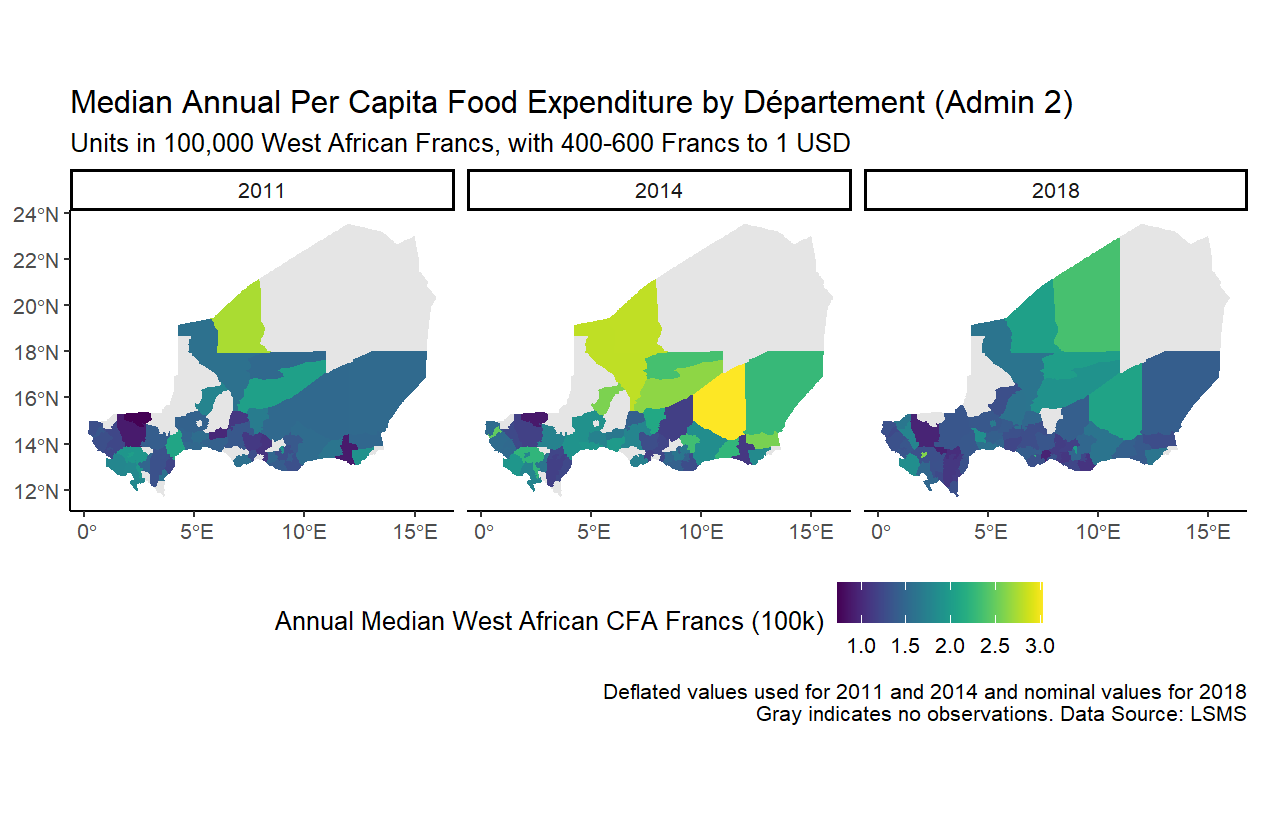 Median Annual Per Capita Food Expenditure by Département (Admin 2)
Units in 100,000 West African Francs, with 400-600 Francs to 1 USD
2011 2014 2018
24°N
22°N
20°N
18°N
16°N
14°N
12°N
0° 5°E 10°E 15°E 0° 5°E 10°E 15°E 0° 5°E 10°E 15°E
Annual Median West African CFA Francs (100k)
1.0 1.5 2.0 2.5 3.0
Deflated values used for 2011 and 2014 and nominal values for 2018
Gray indicates no observations. Data Source: LSMS